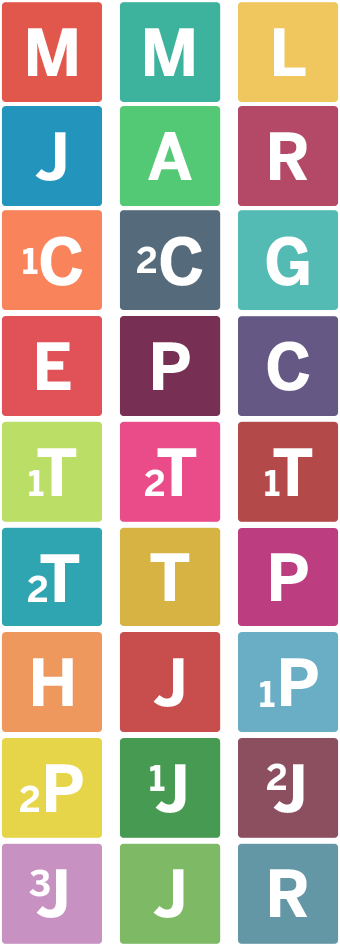 M M L
J A R
1C 2C G
E P C
1T 2T 1T
2T T P
H J 1P
2P 1J 2J
3J J R